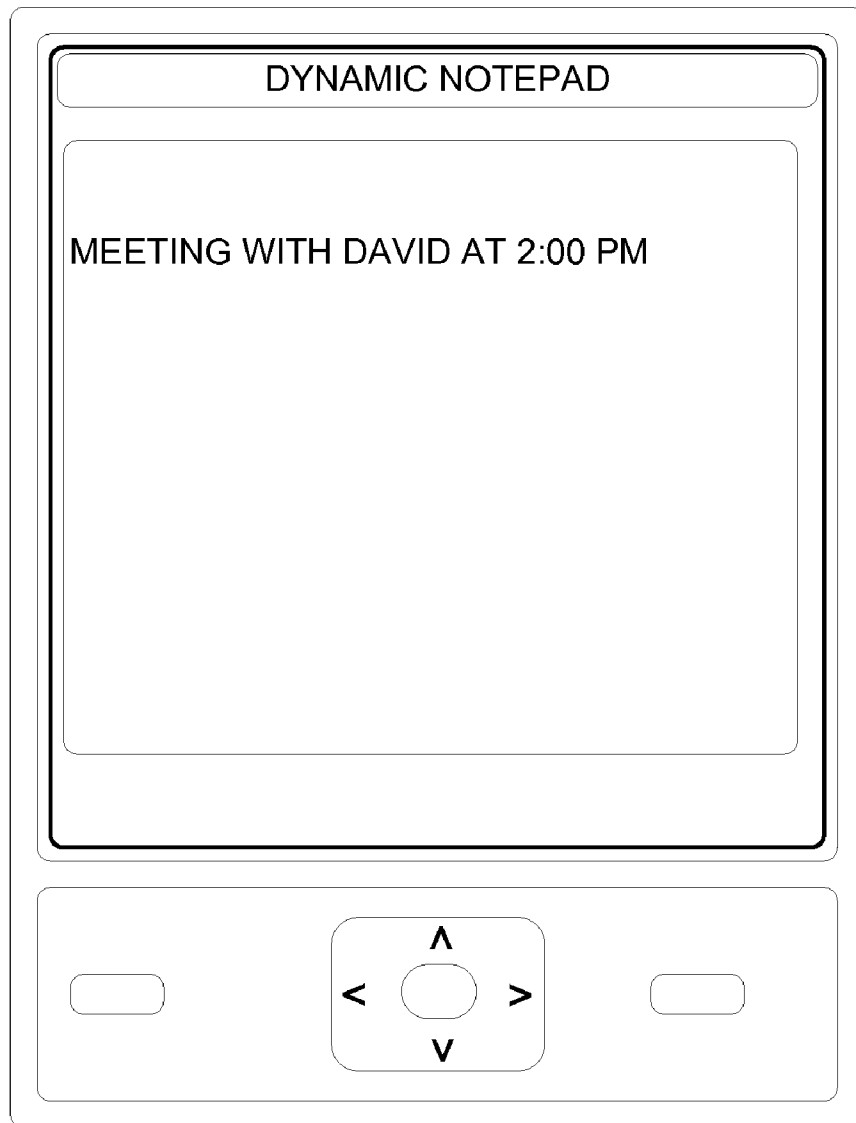 DYNAMIC NOTEPAD
MEETING WITH DAVID AT 2:00 PM
^
< >
v